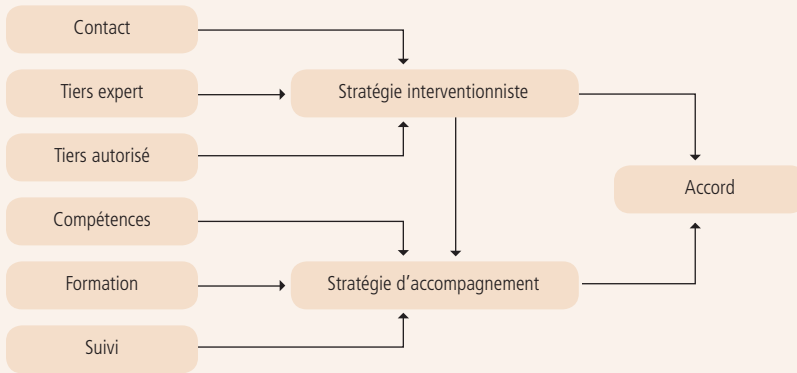 Contact
Tiers expert
Stratégie interventionniste
Tiers autorisé
Accord
Compétences
Formation
Stratégie d'accompagnement
Suivi